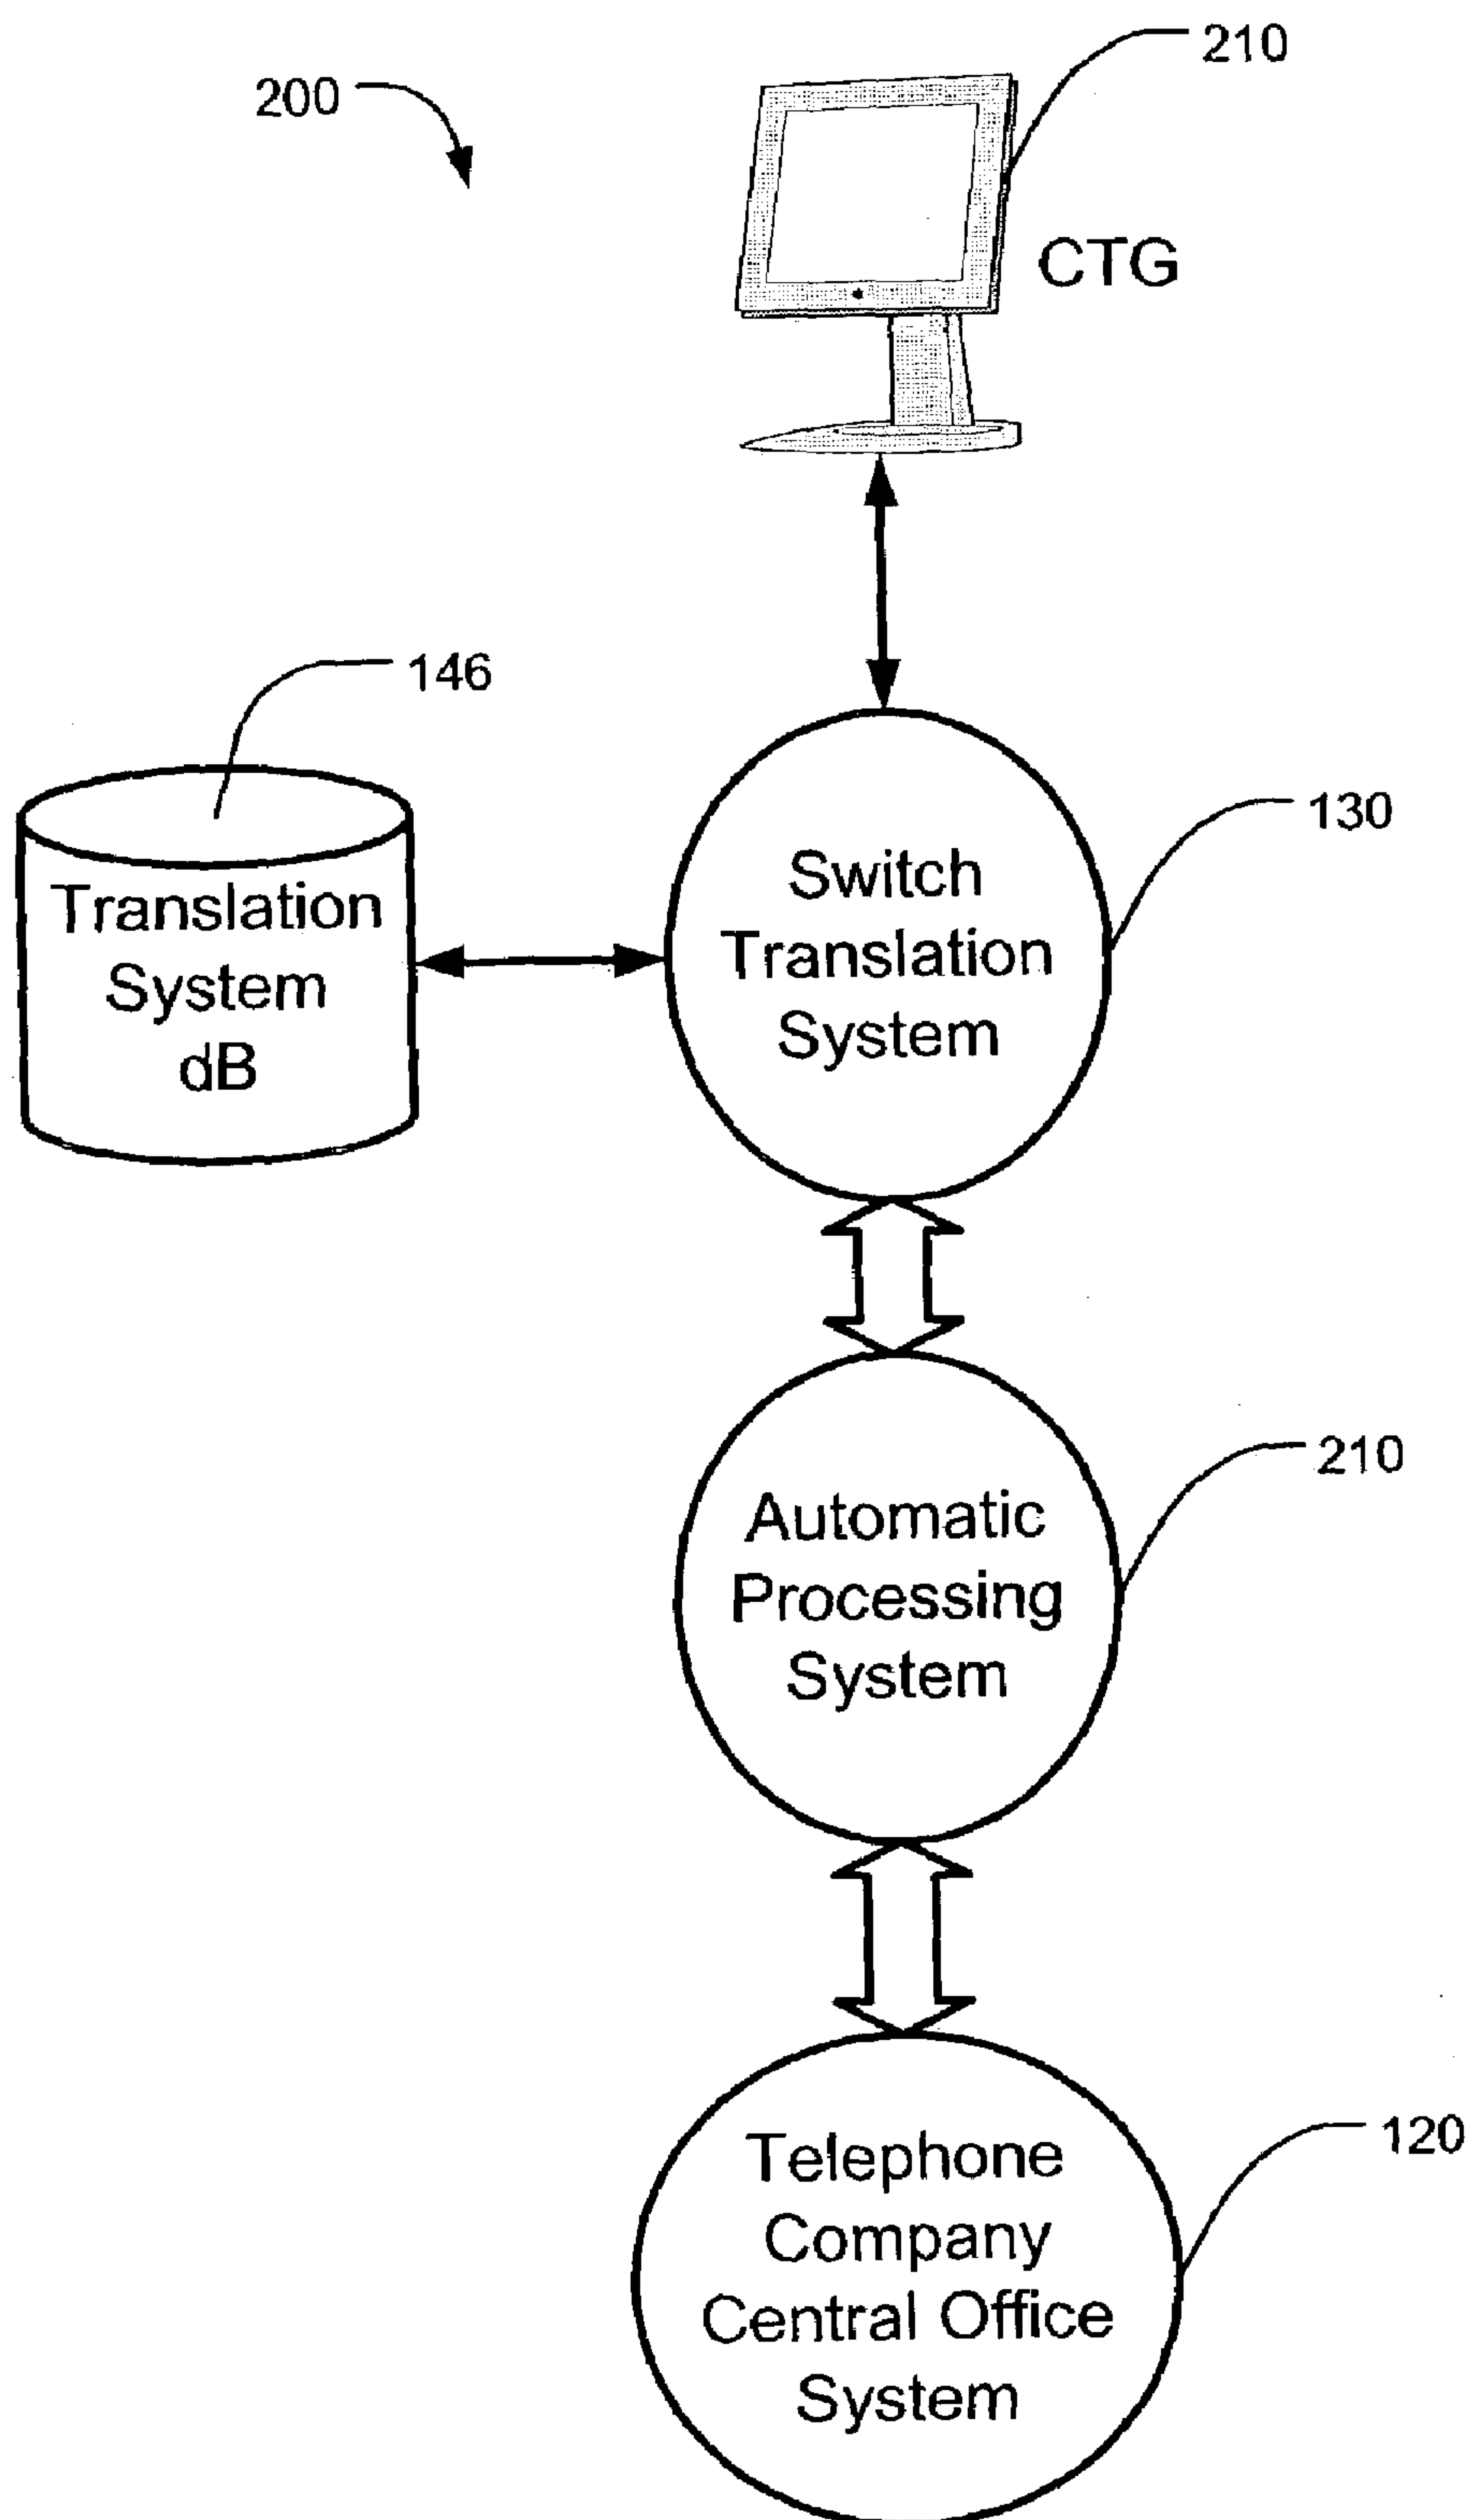 210
200
CTG
146
130
Switch
Translation
System
Translation
System
dB
210
Automatic
Processing
System
120
Telephone
Company
Central Office
System